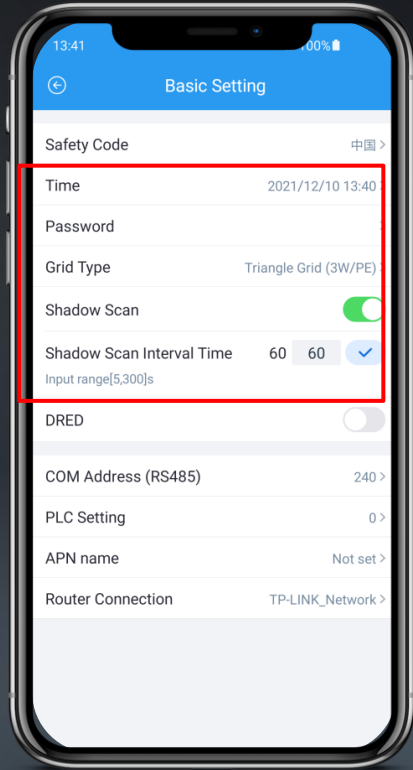 13:41
100%
Basic Setting
Safety Code 中国 >
Time 2021/12/10 13:40 >
Password >
Grid Type Triangle Grid (3W/PE) >
Shadow Scan
Shadow Scan Interval Time 60 60
Input range[5,300]s
DRED
COM Address (RS485) 240 >
PLC Setting 0 >
APN name Not set >
Router Connection TP-LINK_Network >